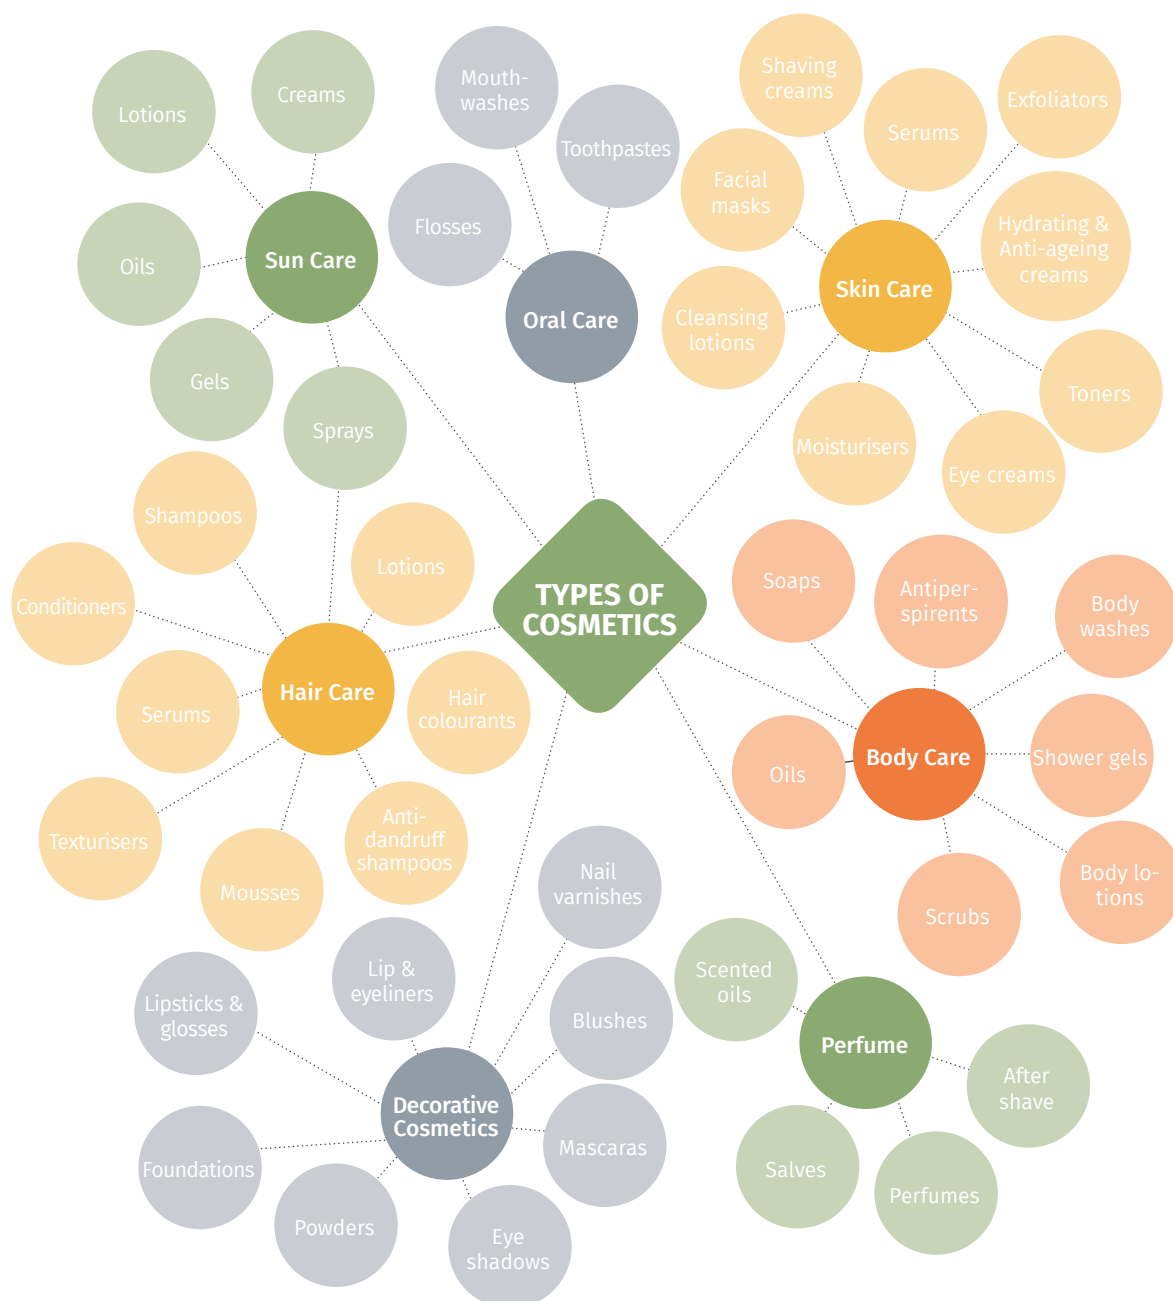 Lotions
Creams
Oils
Sun Care
Gels
Sprays
Mouth-
washes
Toothpastes
Flosses
Oral Care
Shaving
creams
Serums
Exfoliators
Facial
masks
Hydrating &
Anti-ageing
creams
Skin Care
Cleansing
lotions
Toners
Moisturisers
Eye creams
TYPES OF
COSMETICS
Shampoos
Lotions
Conditioners
Hair Care
Serums
Hair
colourants
Texturisers
Mousses
Anti-
dandruff
shampoos
Soaps
Antiper-
spirents
Body
washes
Oils
Body Care
Shower gels
Body lo-
tions
Scrubs
Nail
varnishes
Lip &
eyeliners
Lipsticks &
glosses
Blushes
Decorative
Cosmetics
Mascaras
Foundations
Powders
Eye
shadows
Scented
oils
Perfume
After
shave
Salves
Perfumes